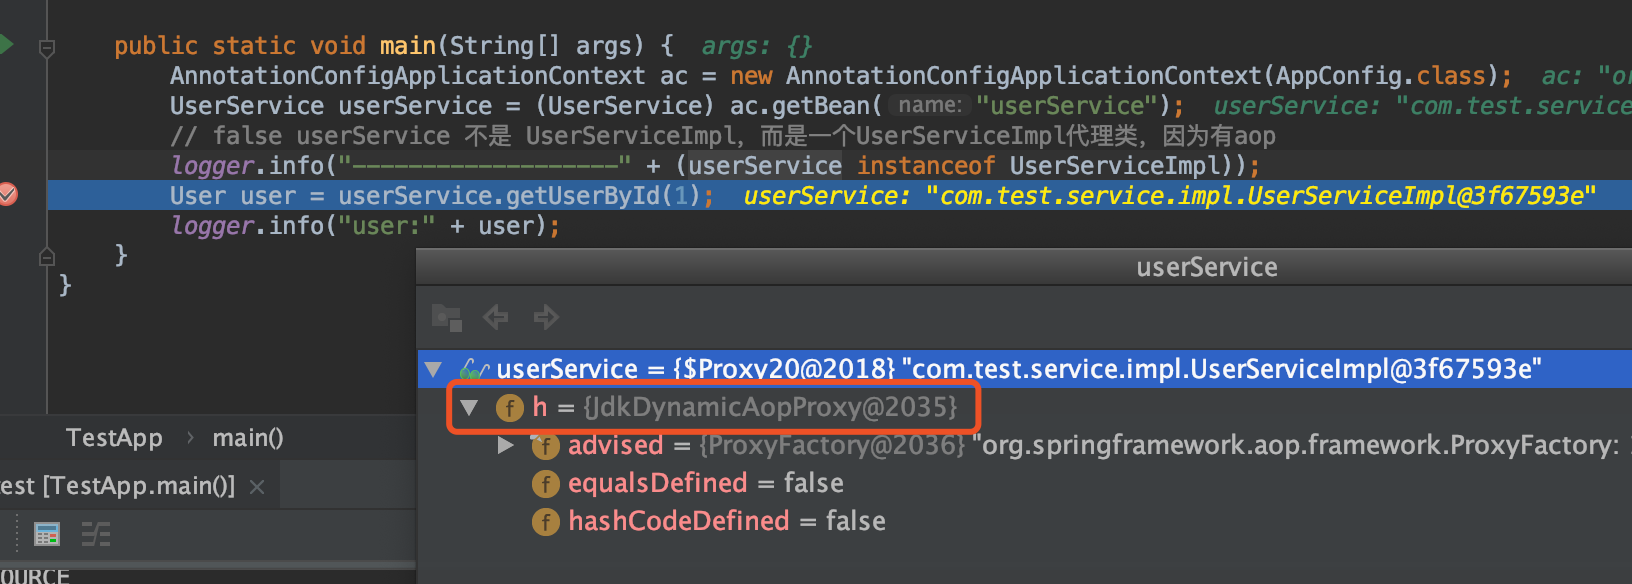 public static void main(String[] args) {  args: {}
AnnotationConfigApplicationContext ac = new AnnotationConfigApplicationContext(AppConfig.class);  ac: "or
UserService userService = (UserService) ac.getBean( name: "userService");  userService: "com.test.service
// false userService 不是 UserServiceImpl, 而是一个UserServiceImpl代理类, 因为有aop
logger.info("-------------------" + (userService instanceof UserServiceImpl));
User user = userService.getUserById(1);  userService: "com.test.service.impl.UserServiceImpl@3f67593e"
logger.info("user:" + user);
}
}
userService
userService = {$Proxy20@2018} "com.test.service.impl.UserServiceImpl@3f67593e"
f h = {JdkDynamicAopProxy@2035}
f advised = {ProxyFactory@2036} "org.springframework.aop.framework.ProxyFactory:
f equalsDefined = false
f hashCodeDefined = false
TestApp > main()
est [TestApp.main()] ×
OURCE